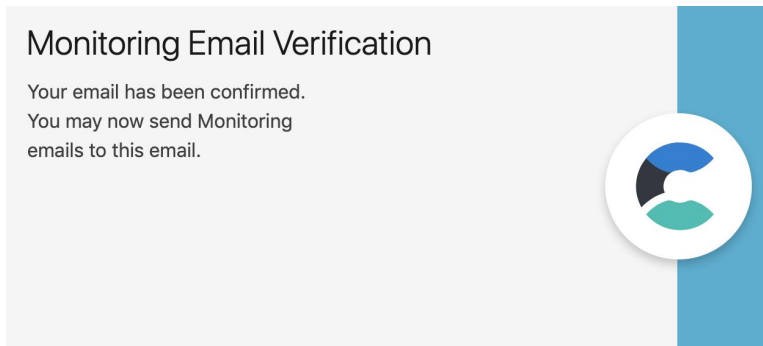 Monitoring Email Verification
Your email has been confirmed.
You may now send Monitoring
emails to this email.